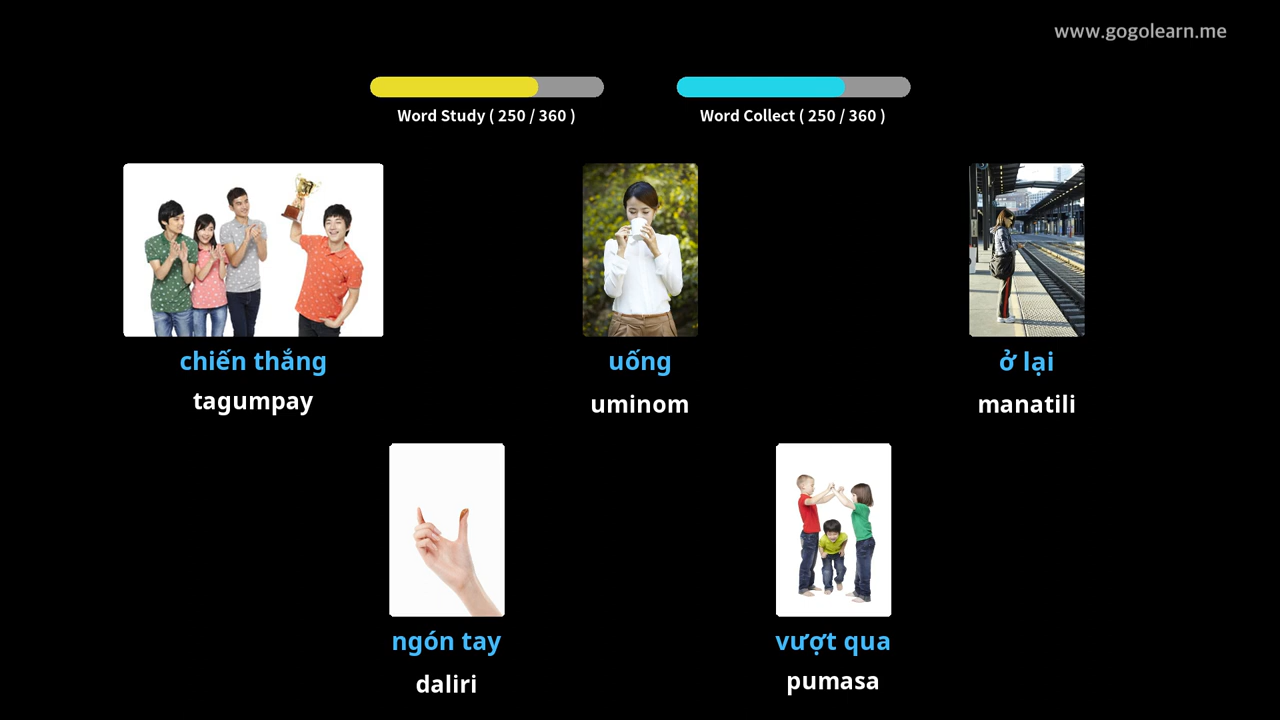 www.gogolearn.me
Word Study ( 250 / 360 )
Word Collect ( 250 / 360 )
chiến thắng
tagumpay
uống
uminom
ở lại
manatili
ngón tay
daliri
vượt qua
pumasa